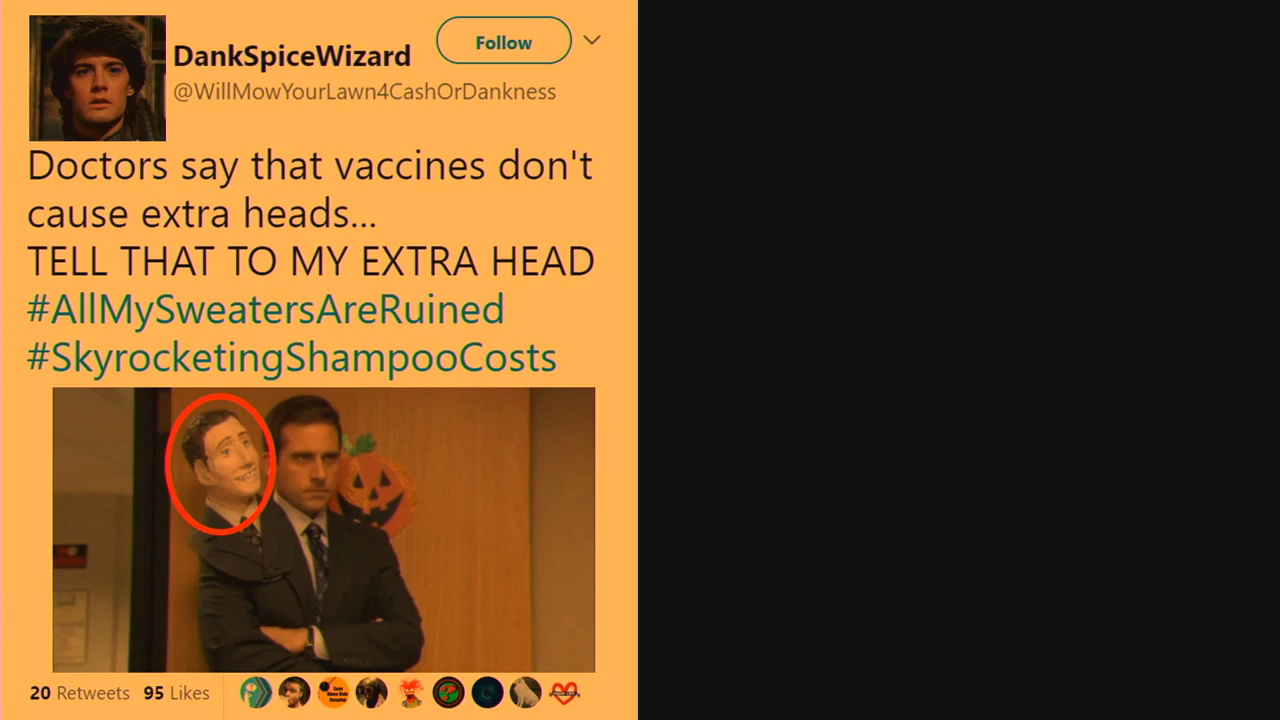 DankSpiceWizard
Follow
@WillMowYourLawn4CashOrDankness
Doctors say that vaccines don't
cause extra heads...
TELL THAT TO MY EXTRA HEAD
#AllMySweatersAreRuined
#SkyrocketingShampooCosts
20 Retweets 95 Likes